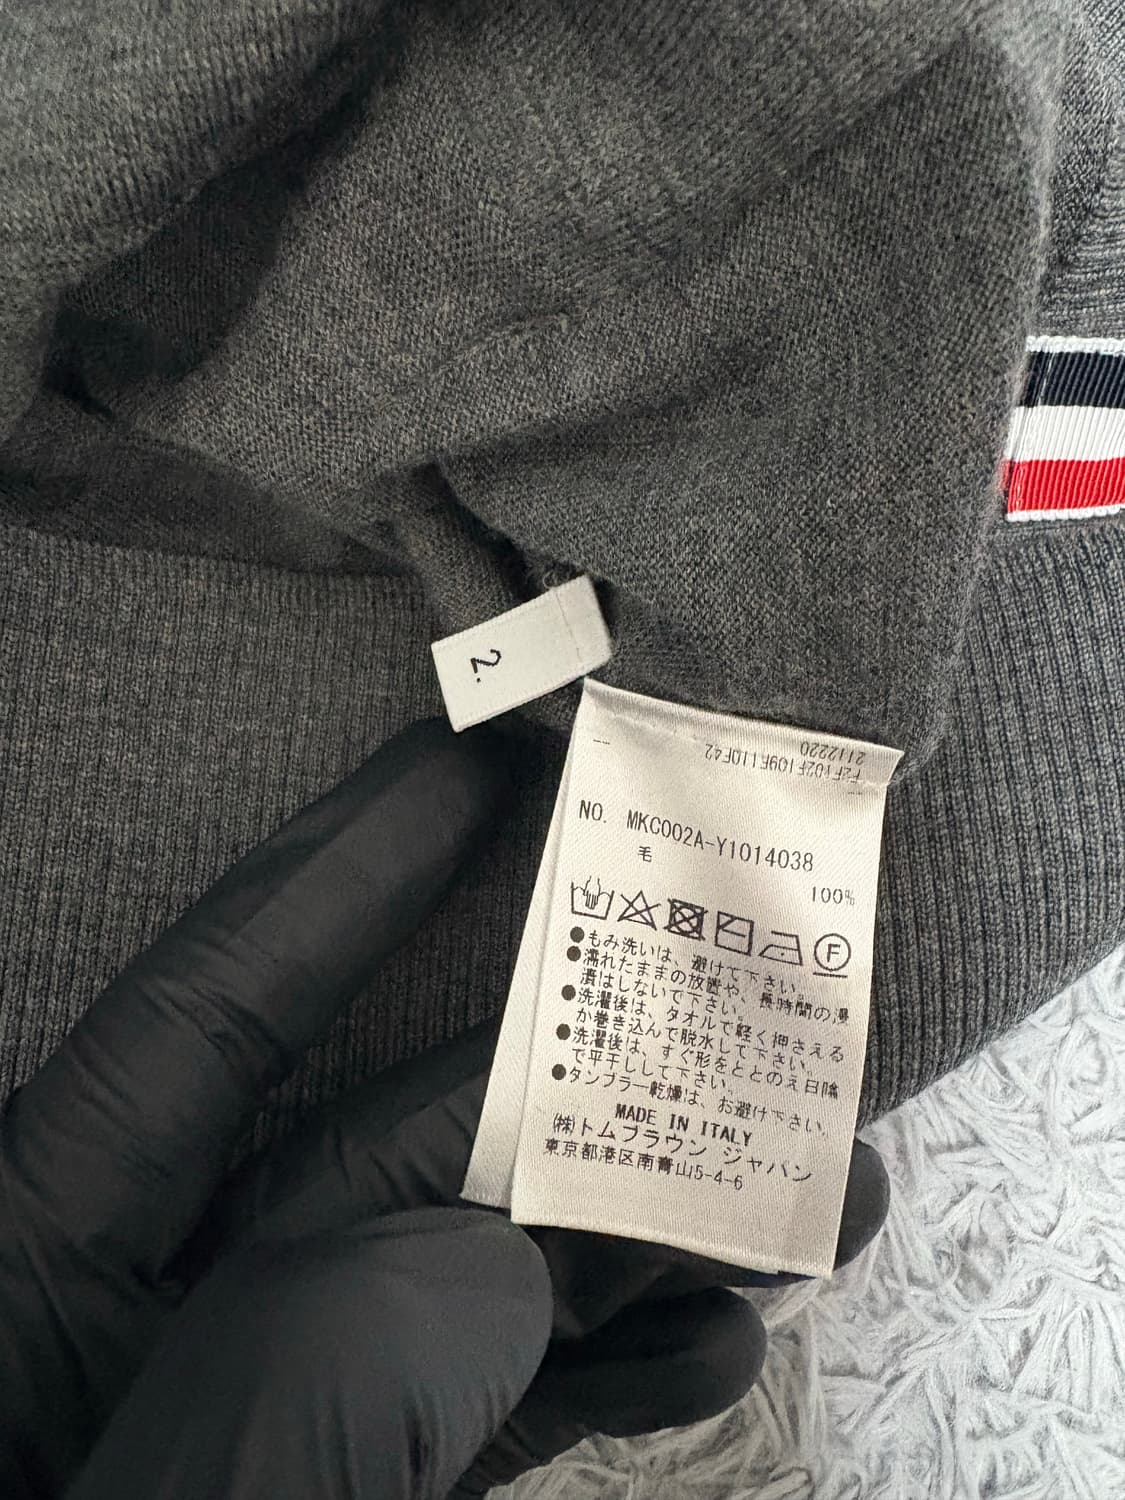 2.
2112220
F2F102F109F110F42
NO. MKC002A-Y1014038
毛
100%
F
●もみ洗いは、避けて下さい。
●濡れたままの放置や、長時間の浸
漬はしないで下さい。
●洗濯後は、タオルで軽く押さえる
か巻き込んで脱水して下さい。
●洗濯後は、すぐ形をととのえ日陰
で平干しして下さい。
●タンブラー乾燥は、お避け下さい。
MADE IN ITALY
㈱トムブラウン ジャパン
東京都港区南青山5-4-6